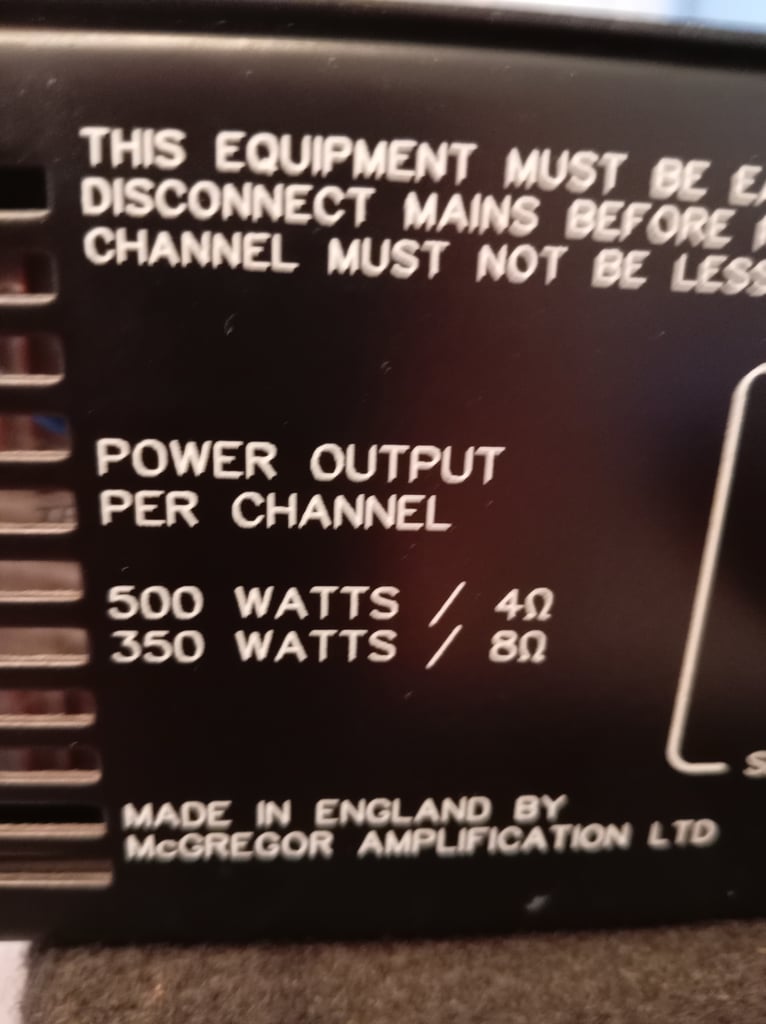 THIS EQUIPMENT MUST BE
DISCONNECT MAINS BEFORE
CHANNEL MUST NOT BE LESS
POWER OUTPUT
PER CHANNEL
500 WATTS / 4Ω
350 WATTS / 8Ω
MADE IN ENGLAND BY
McGREGOR AMPLIFICATION LTD